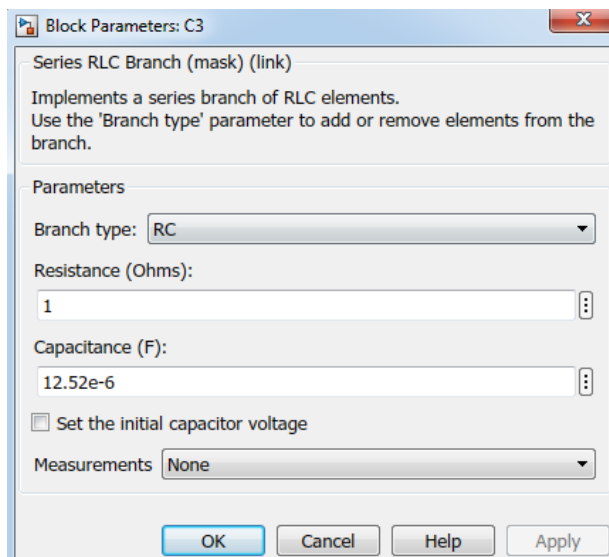 Block Parameters: C3
Series RLC Branch (mask) (link)
Implements a series branch of RLC elements.
Use the 'Branch type' parameter to add or remove elements from the
branch.
Parameters
Branch type: RC
Resistance (Ohms):
1
Capacitance (F):
12.52e-6
Set the initial capacitor voltage
Measurements None
OK Cancel Help Apply